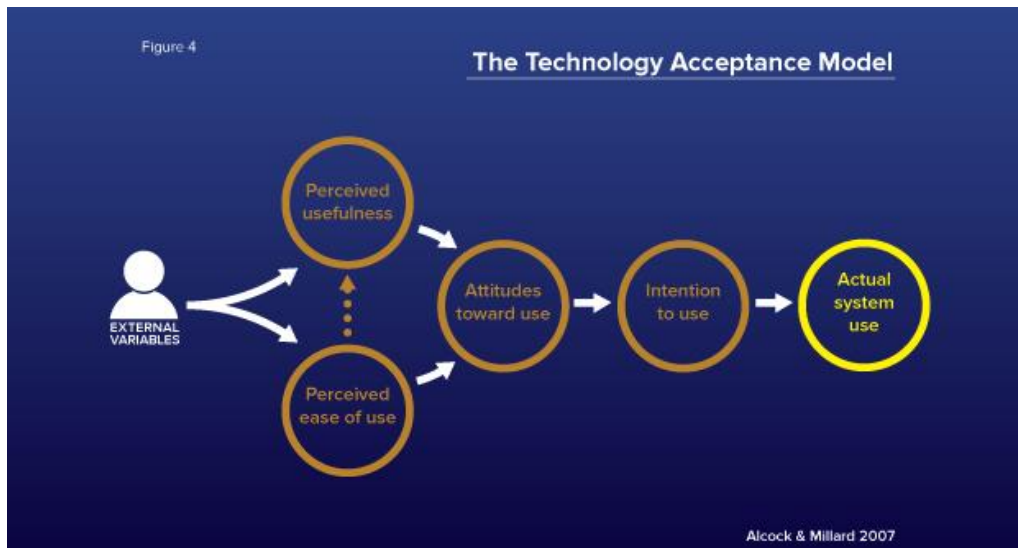 Figure 4
The Technology Acceptance Model
Perceived
usefulness
EXTERNAL
VARIABLES
Perceived
ease of use
Attitudes
toward use
Intention
to use
Actual
system
use
Alcock & Millard 2007